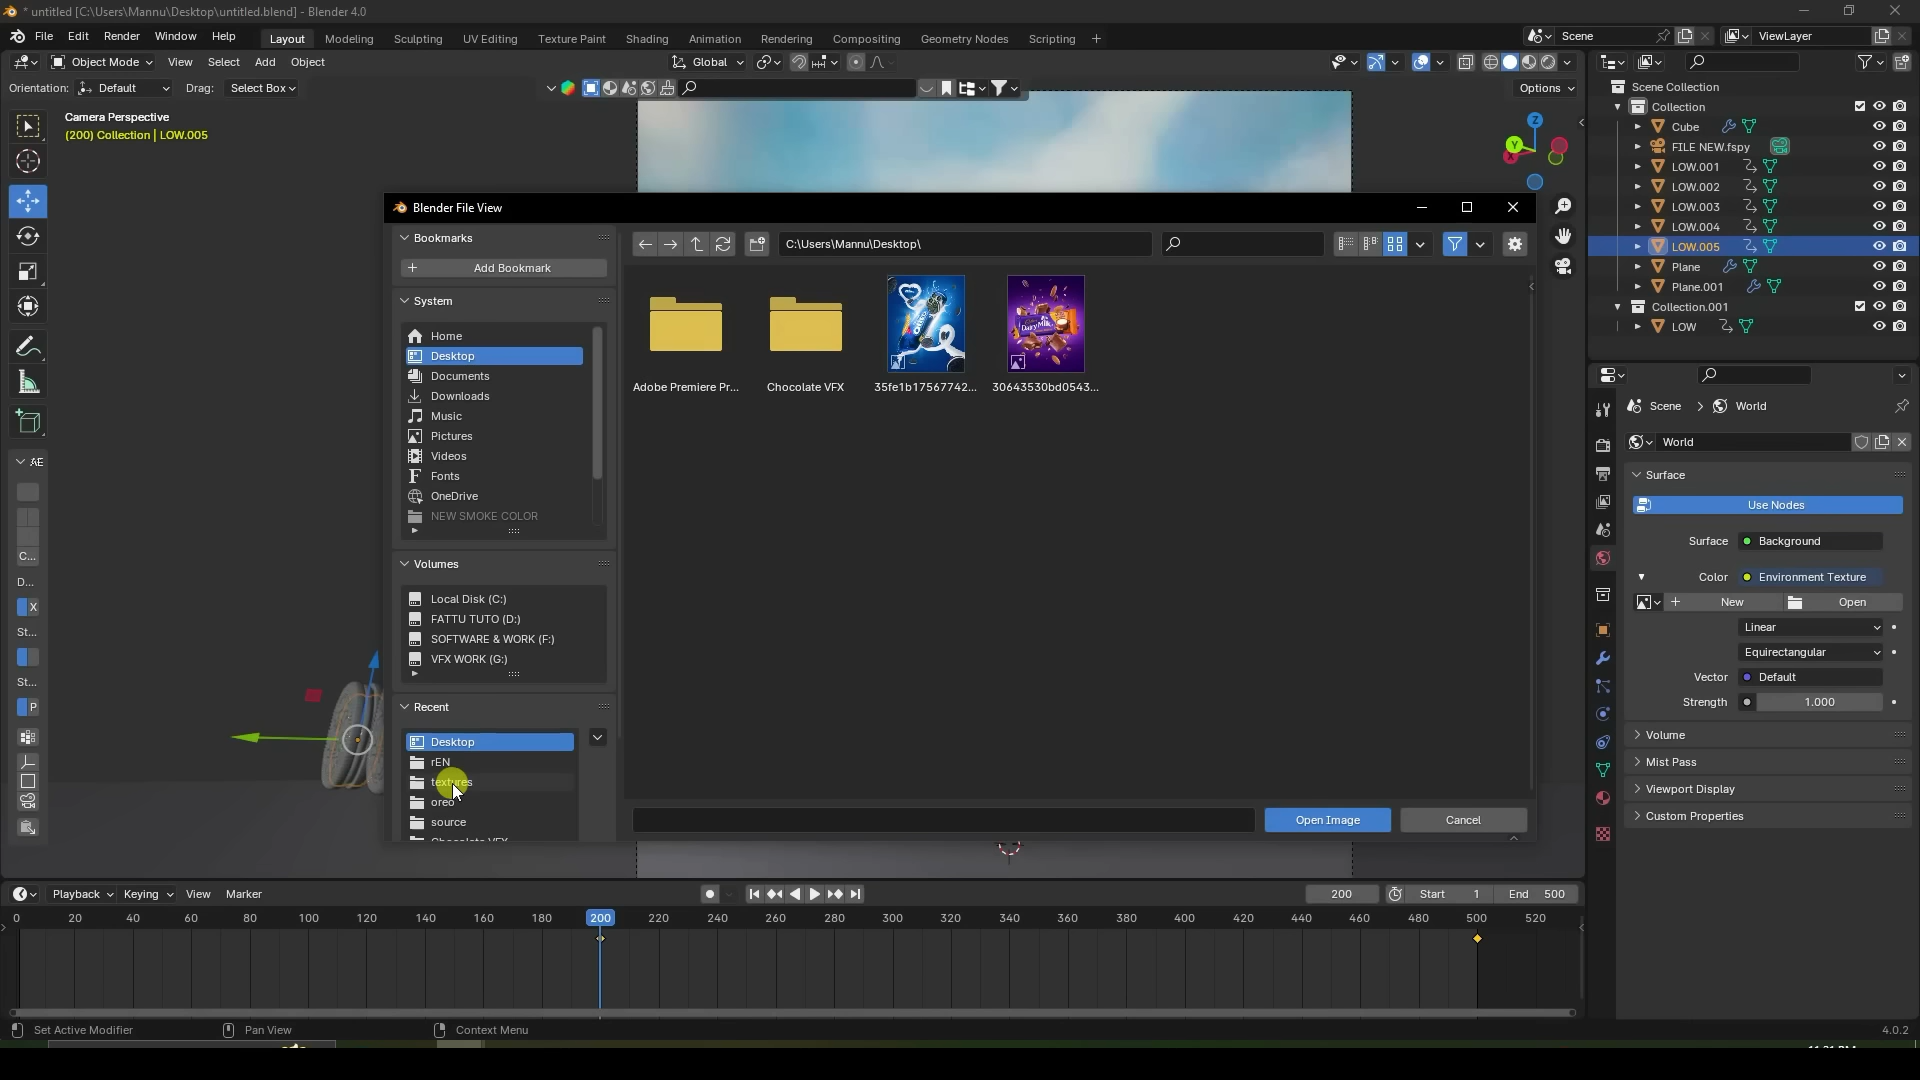 * untitled [C:\Users\Mannu\Desktop\untitled.blend] - Blender 4.0
File Edit Render Window Help
Layout Modeling Sculpting UV Editing Texture Paint Shading Animation Rendering Compositing Geometry Nodes Scripting +
Scene
ViewLayer
Object Mode View Select Add Object
Global
Orientation: Default Drag: Select Box
Options
Camera Perspective
(200) Collection | LOW.005
Z
Y
X
Scene Collection
Collection
Cube
FILE NEW.fspy
LOW.001
LOW.002
LOW.003
LOW.004
LOW.005
Plane
Plane.001
Collection.001
LOW
Blender File View
Bookmarks
Add Bookmark
System
Home
Desktop
Documents
Downloads
Music
Pictures
Videos
Fonts
OneDrive
NEW SMOKE COLOR
Volumes
Local Disk (C:)
FATTU TUTO (D:)
SOFTWARE & WORK (F:)
VFX WORK (G:)
Recent
Desktop
rEN
textures
oreo
source
Chocolate VFX
C:\Users\Mannu\Desktop\
OREO
Dairy Milk
Adobe Premiere Pr...
Chocolate VFX
35fe1b17567742...
30643530bd0543...
Open Image
Cancel
AE
C...
D...
X
St...
St...
P
Scene > World
World
Surface
Use Nodes
Surface Background
Color Environment Texture
New Open
Linear
Equirectangular
Vector Default
Strength 1.000
Volume
Mist Pass
Viewport Display
Custom Properties
Playback Keying View Marker
200 Start 1 End 500
0 20 40 60 80 100 120 140 160 180 200 220 240 260 280 300 320 340 360 380 400 420 440 460 480 500 520
Set Active Modifier Pan View Context Menu
4.0.2